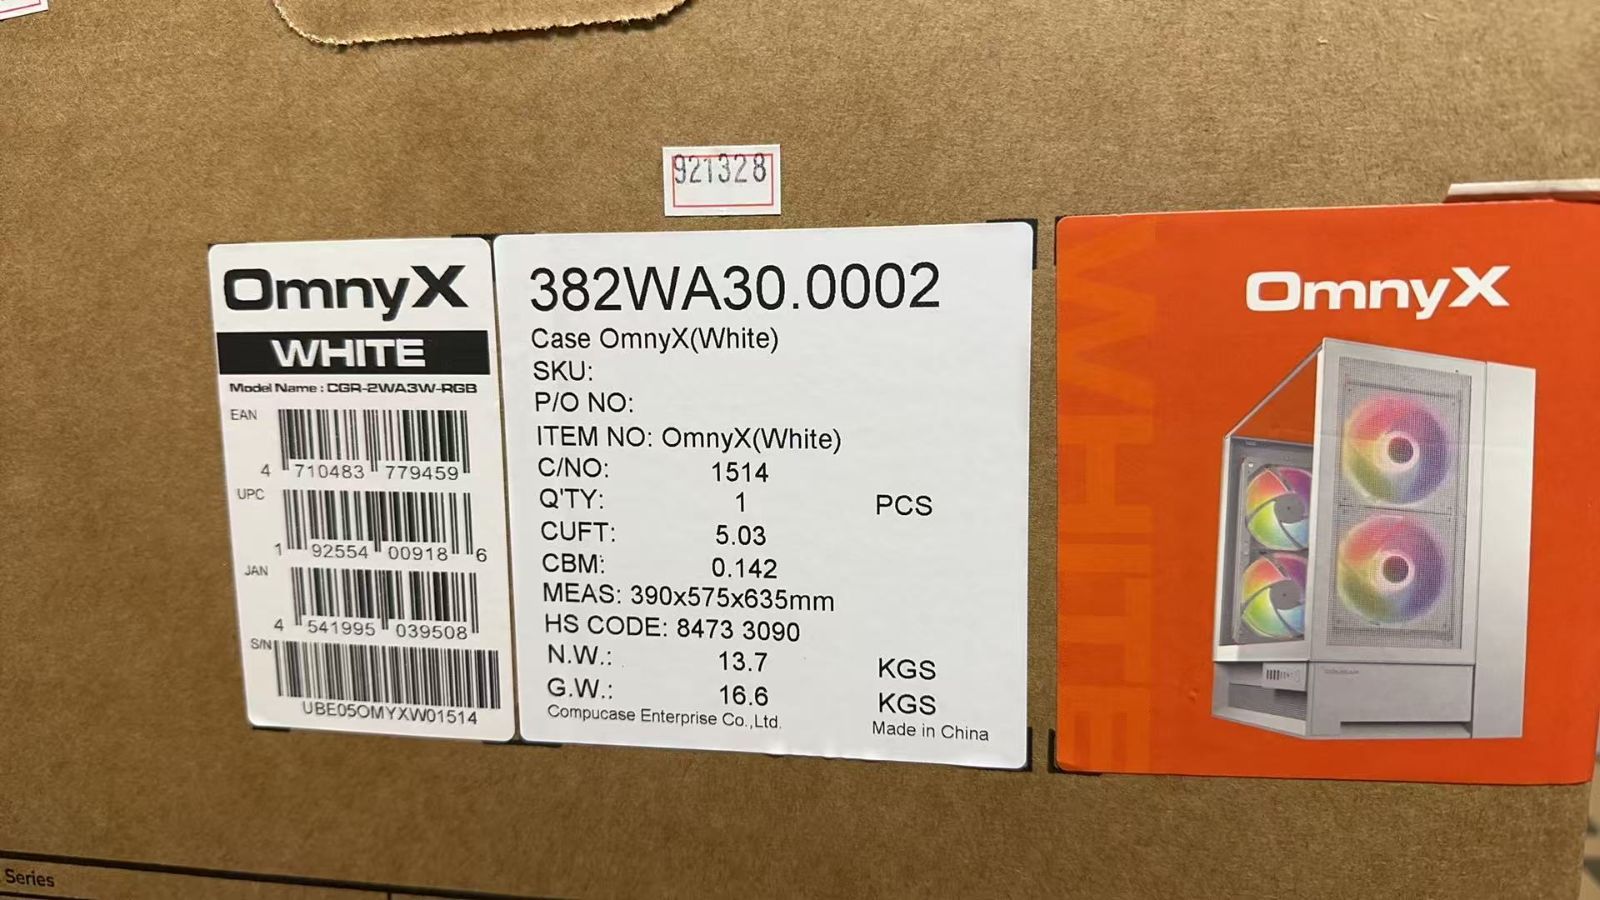 921328
OmnyX
WHITE
Model Name : CGR-2WA3W-RGB
EAN
4 710483 779459
UPC
1 92554 00918 6
JAN
4 541995 039508
S/N
UBE05OMYXW01514
382WA30.0002
Case OmnyX(White)
SKU:
P/O NO:
ITEM NO: OmnyX(White)
C/NO: 1514
Q'TY: 1 PCS
CUFT: 5.03
CBM: 0.142
MEAS: 390x575x635mm
HS CODE: 8473 3090
N.W.: 13.7 KGS
G.W.: 16.6 KGS
Compucase Enterprise Co.,Ltd.
Made in China
OmnyX
WHITE
Series